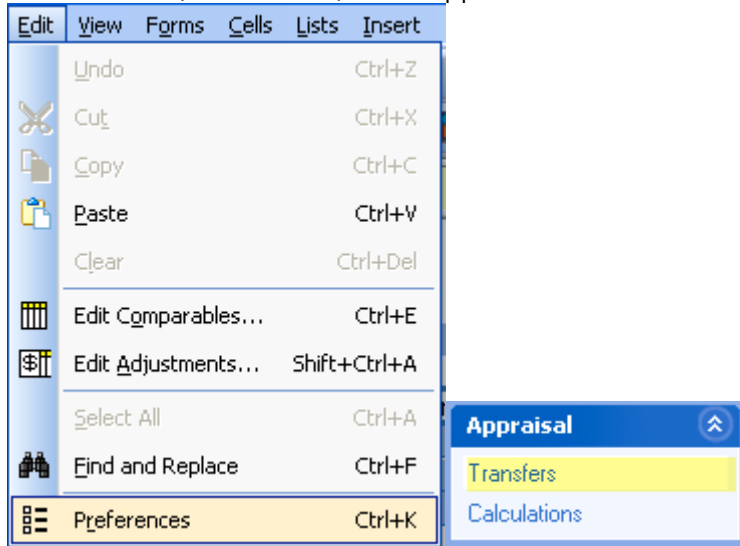 Edit View Forms Cells Lists Insert
Undo Ctrl+Z
Cut Ctrl+X
Copy Ctrl+C
Paste Ctrl+V
Clear Ctrl+Del
Edit Comparables... Ctrl+E
Edit Adjustments... Shift+Ctrl+A
Select All Ctrl+A
Find and Replace Ctrl+F
Preferences Ctrl+K
Appraisal
Transfers
Calculations